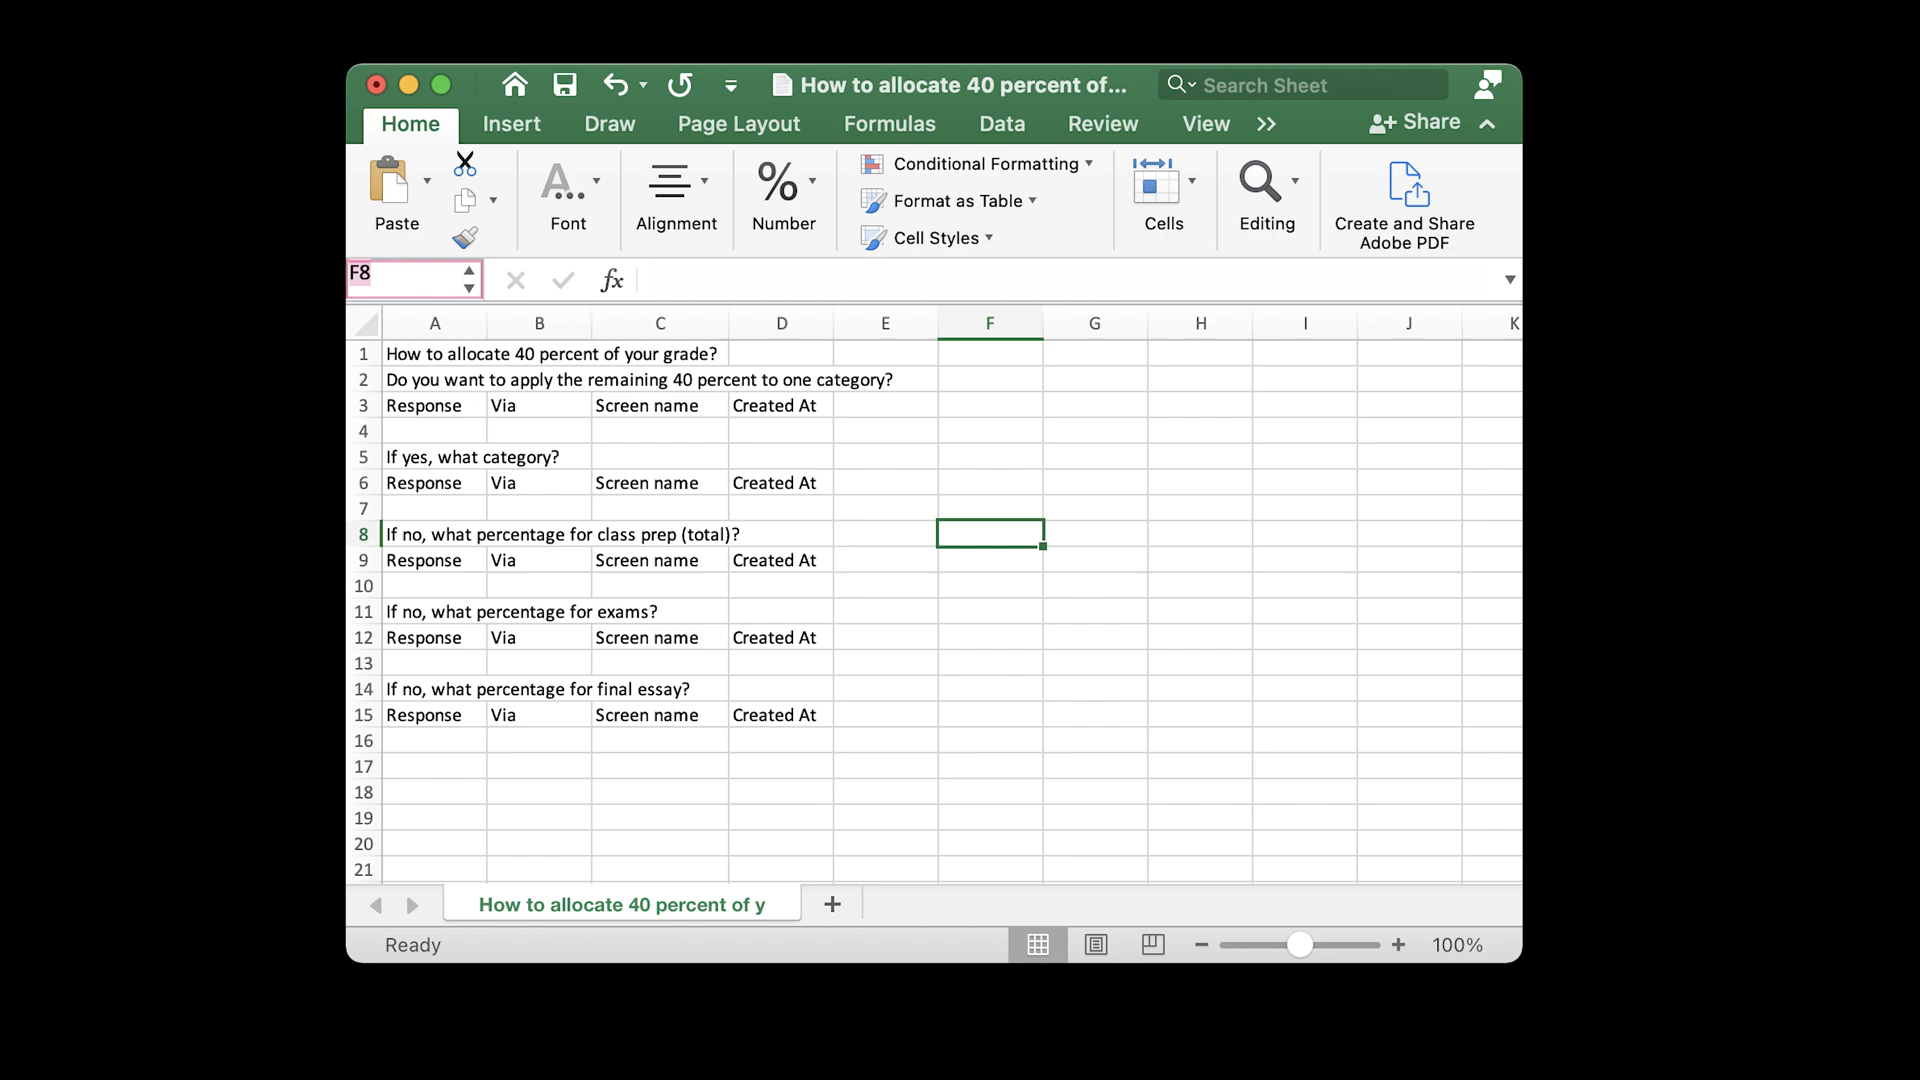 How to allocate 40 percent of...
Search Sheet
Home Insert Draw Page Layout Formulas Data Review View Share
Paste
Font
Alignment
%
Number
Conditional Formatting
Format as Table
Cell Styles
Cells
Editing
Create and Share
Adobe PDF
F8
fx
A B C D E F G H I J K
1 How to allocate 40 percent of your grade?
2 Do you want to apply the remaining 40 percent to one category?
3 Response Via Screen name Created At
4
5 If yes, what category?
6 Response Via Screen name Created At
7
8 If no, what percentage for class prep (total)?
9 Response Via Screen name Created At
10
11 If no, what percentage for exams?
12 Response Via Screen name Created At
13
14 If no, what percentage for final essay?
15 Response Via Screen name Created At
16
17
18
19
20
21
How to allocate 40 percent of y
Ready
100%